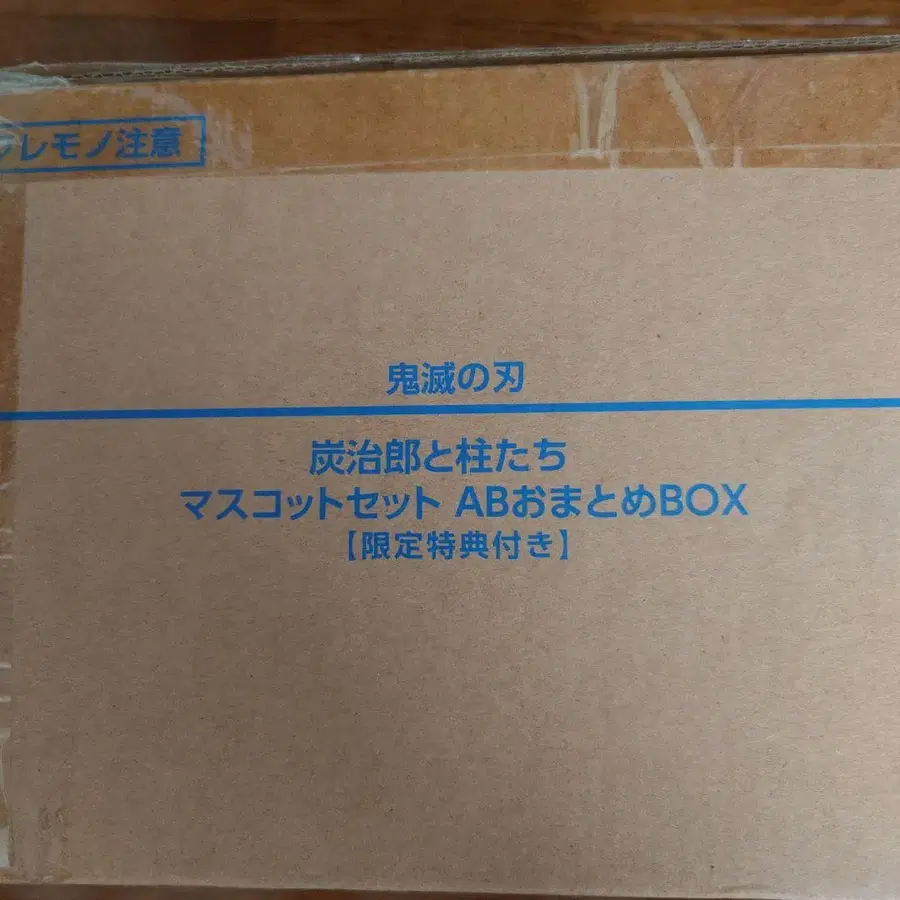 ワレモノ注意
鬼滅の刃
炭治郎と柱たち
マスコットセット ABおまとめBOX
【限定特典付き】